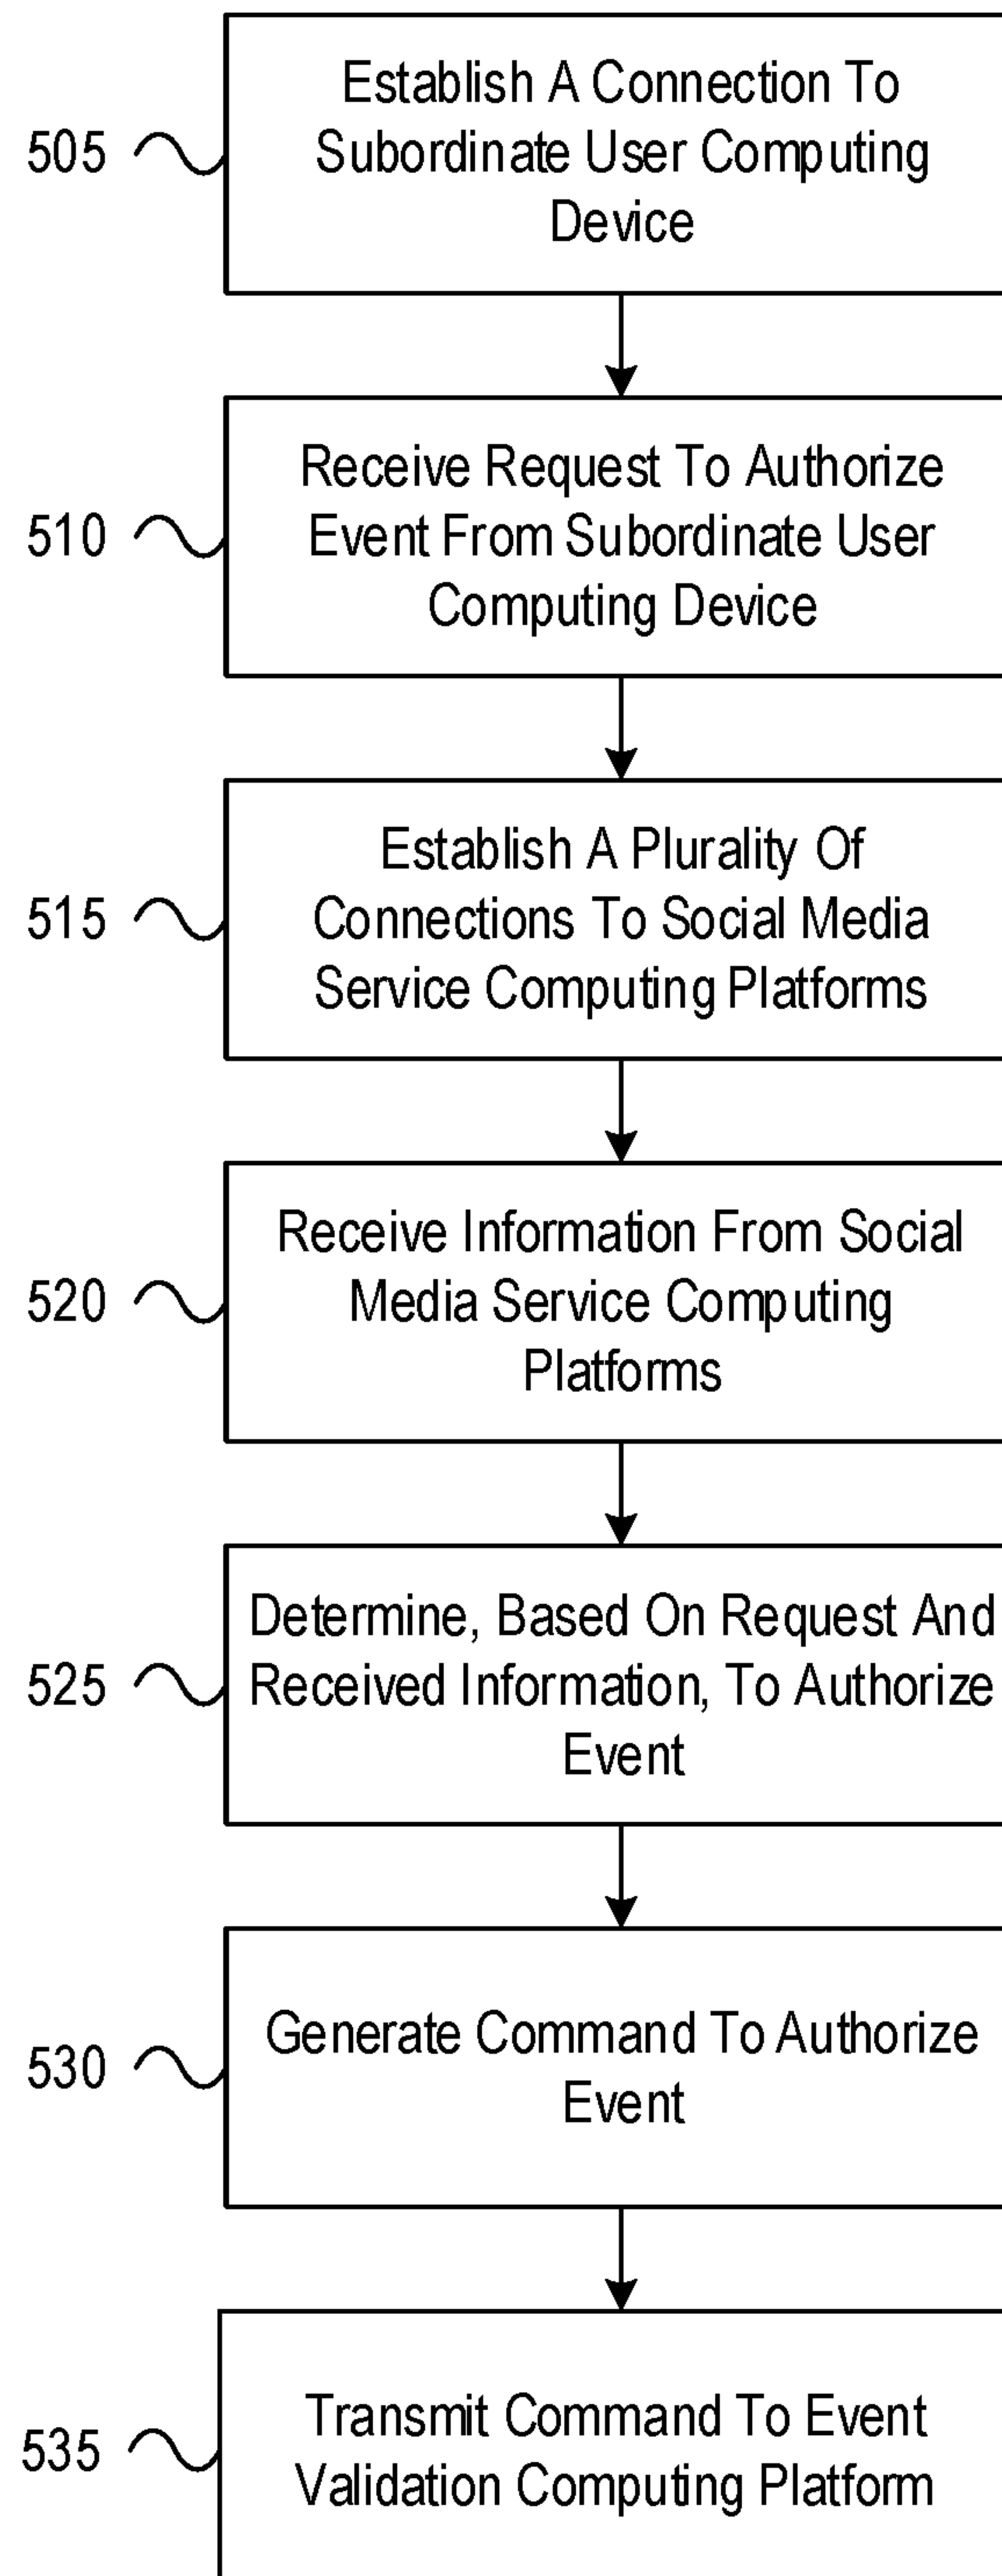 505
Establish A Connection To
Subordinate User Computing
Device
510
Receive Request To Authorize
Event From Subordinate User
Computing Device
515
Establish A Plurality Of
Connections To Social Media
Service Computing Platforms
520
Receive Information From Social
Media Service Computing
Platforms
525
Determine, Based On Request And
Received Information, To Authorize
Event
530
Generate Command To Authorize
Event
535
Transmit Command To Event
Validation Computing Platform